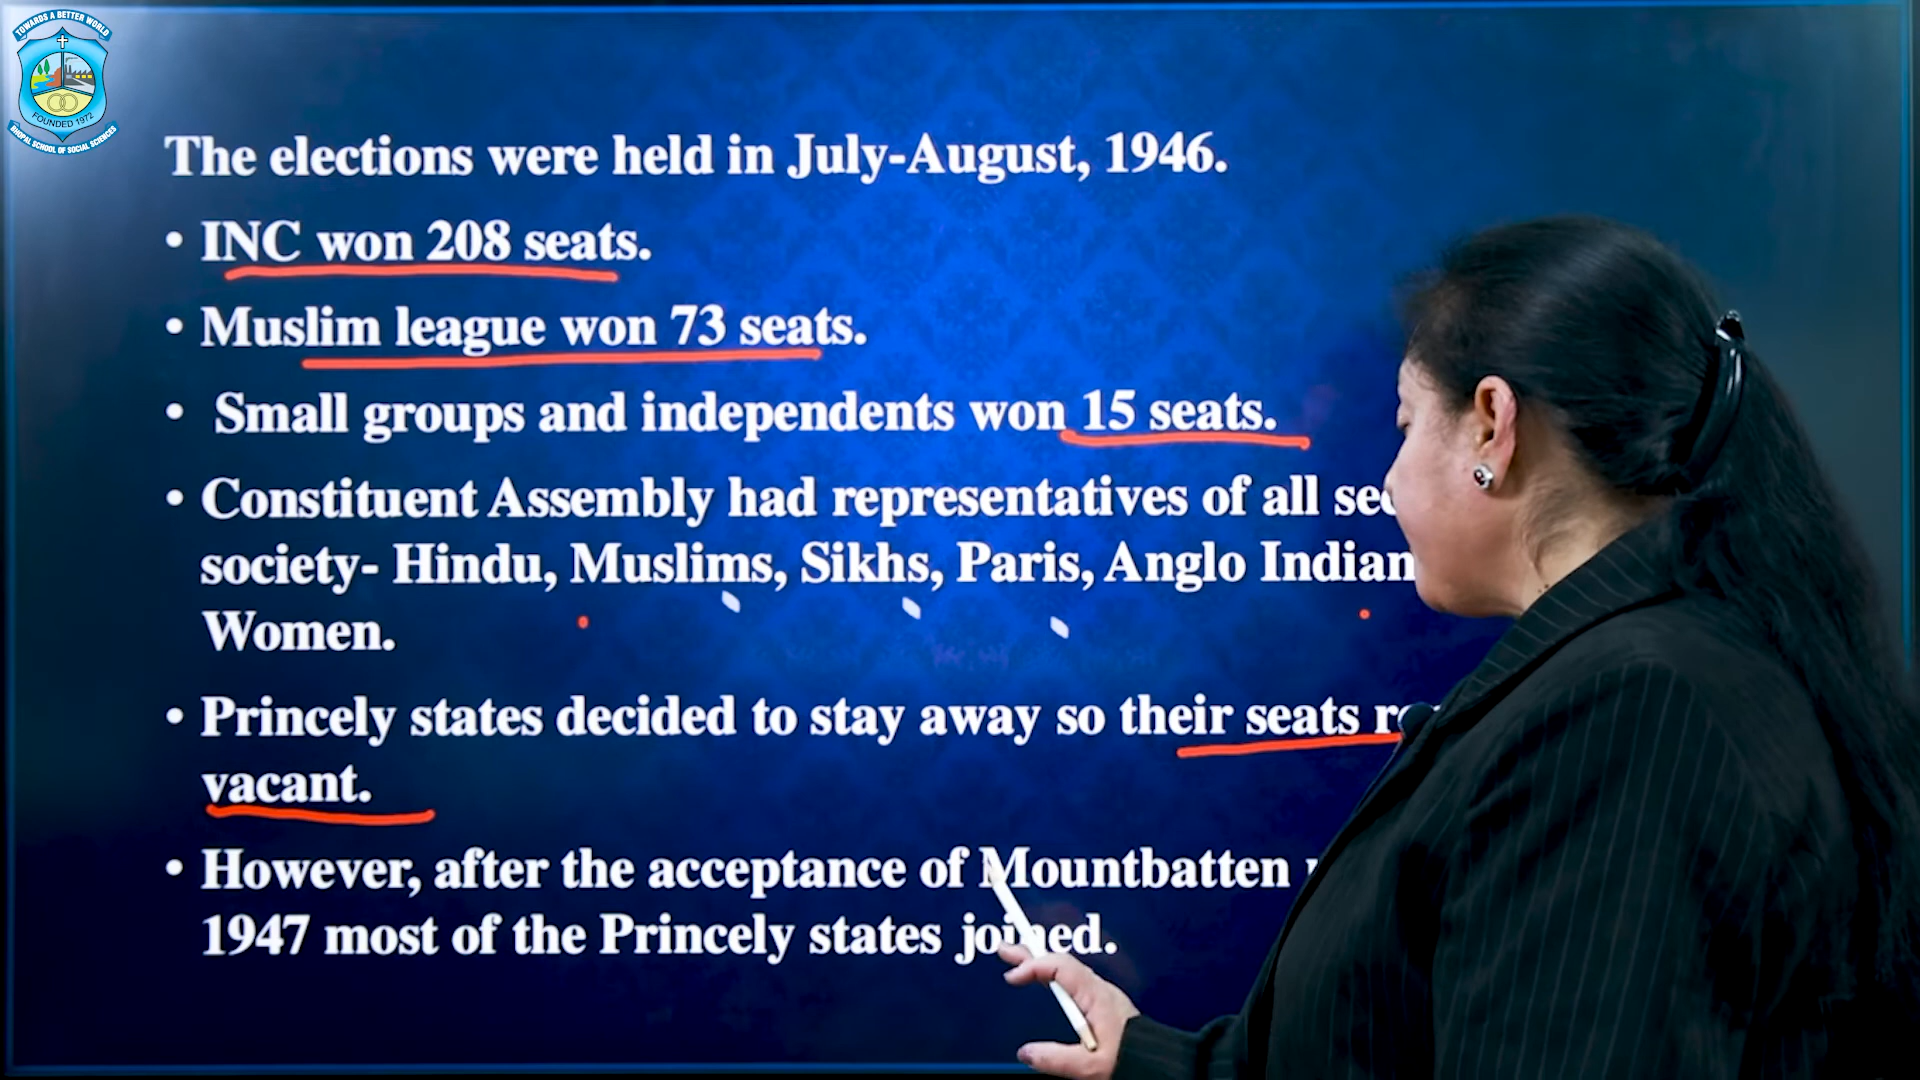 TOWARDS A BETTER WORLD
FOUNDED 1972
BHOPAL SCHOOL OF SOCIAL SCIENCES
The elections were held in July-August, 1946.
• INC won 208 seats.
• Muslim league won 73 seats.
• Small groups and independents won 15 seats.
• Constituent Assembly had representatives of all
society- Hindu, Muslims, Sikhs, Paris, Anglo Indian
Women.
• Princely states decided to stay away so their seats
vacant.
• However, after the acceptance of Mountbatten
1947 most of the Princely states joined.